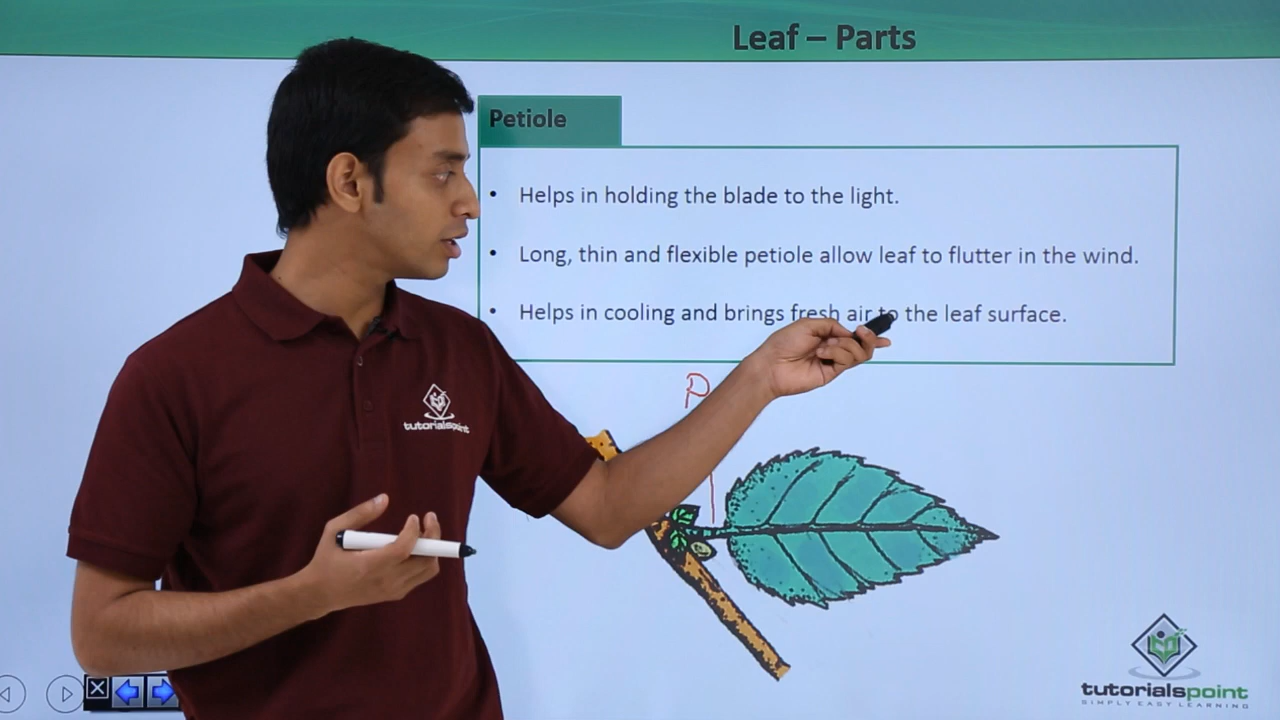 Leaf – Parts
Petiole
• Helps in holding the blade to the light.
• Long, thin and flexible petiole allow leaf to flutter in the wind.
• Helps in cooling and brings fresh air to the leaf surface.
P
tutorialspoint
tutorialspoint
SIMPLY EASY LEARNING